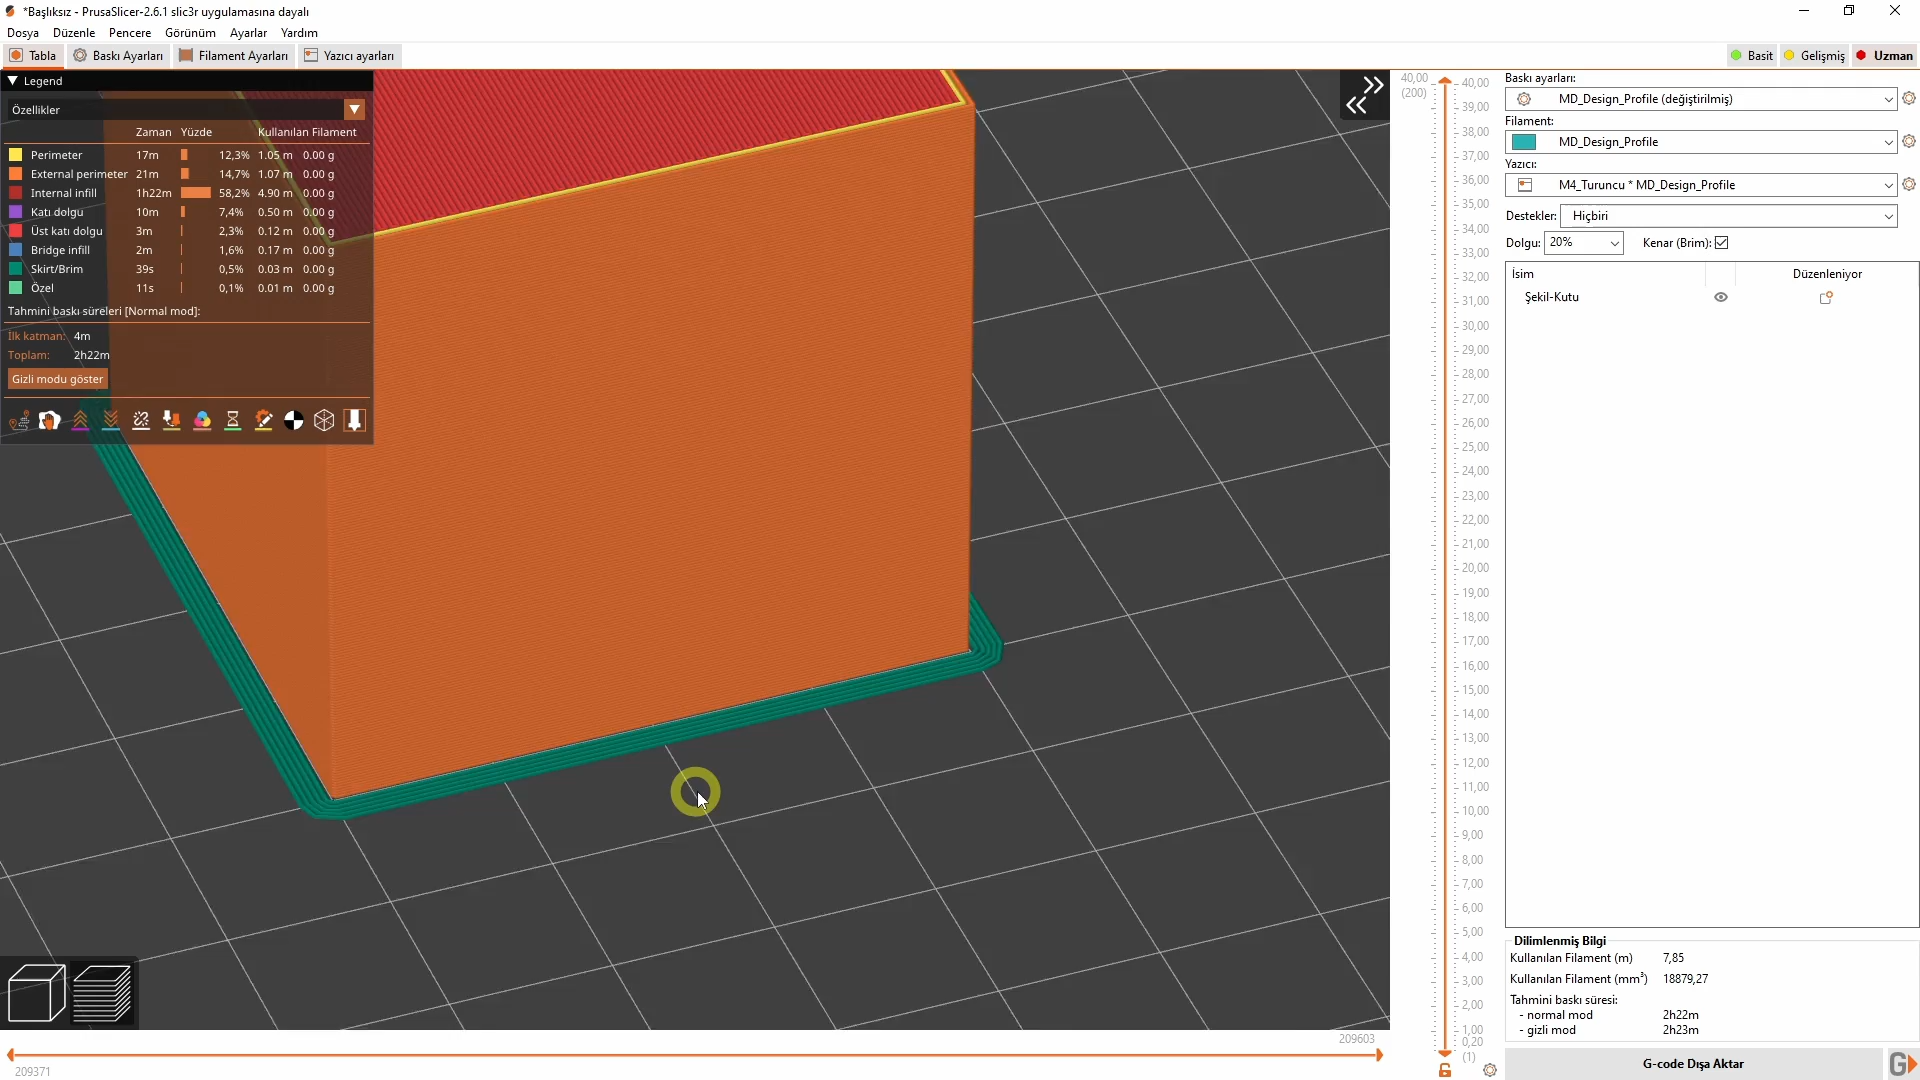 *Başlıksız - PrusaSlicer-2.6.1 slic3r uygulamasına dayalı
Dosya Düzenle Pencere Görünüm Ayarlar Yardım
Tabla Baskı Ayarları Filament Ayarları Yazıcı ayarları Basit Gelişmiş Uzman
Legend
Özellikler
Zaman Yüzde Kullanılan Filament
Perimeter 17m 12,3% 1.05 m 0.00 g
External perimeter 21m 14,7% 1.07 m 0.00 g
Internal infill 1h22m 58,2% 4.90 m 0.00 g
Katı dolgu 10m 7,4% 0.50 m 0.00 g
Üst katı dolgu 3m 2,3% 0.12 m 0.00 g
Bridge infill 2m 1,6% 0.17 m 0.00 g
Skirt/Brim 39s 0,5% 0.03 m 0.00 g
Özel 11s 0,1% 0.01 m 0.00 g
Tahmini baskı süreleri [Normal mod]:
İlk katman: 4m
Toplam: 2h22m
Gizli modu göster
40,00
(200)
40,00
39,00
38,00
37,00
36,00
35,00
34,00
33,00
32,00
31,00
30,00
29,00
28,00
27,00
26,00
25,00
24,00
23,00
22,00
21,00
20,00
19,00
18,00
17,00
16,00
15,00
14,00
13,00
12,00
11,00
10,00
9,00
8,00
7,00
6,00
5,00
4,00
3,00
2,00
1,00
0,20
(1)
209603
209371
Baskı ayarları:
MD_Design_Profile (değiştirilmiş)
Filament:
MD_Design_Profile
Yazıcı:
M4_Turuncu * MD_Design_Profile
Destekler: Hiçbiri
Dolgu: 20% Kenar (Brim):
İsim Düzenleniyor
Şekil-Kutu
Dilimlenmiş Bilgi
Kullanılan Filament (m) 7,85
Kullanılan Filament (mm³) 18879,27
Tahmini baskı süresi:
- normal mod 2h22m
- gizli mod 2h23m
G-code Dışa Aktar
G